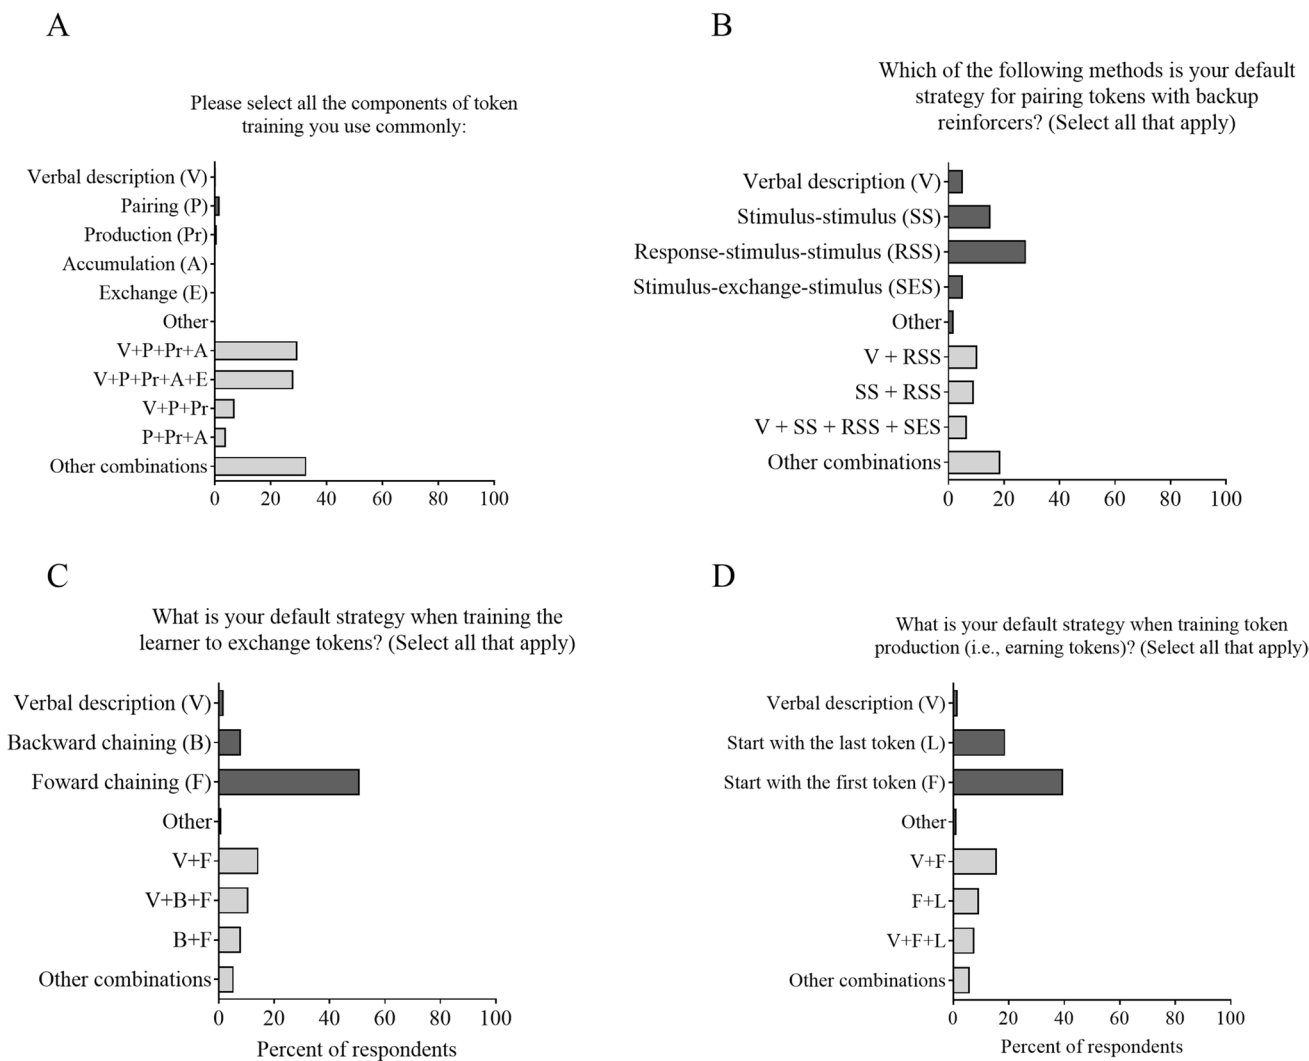 A
Please select all the components of token
training you use commonly:
Verbal description (V)
Pairing (P)
Production (Pr)
Accumulation (A)
Exchange (E)
Other
V+P+Pr+A
V+P+Pr+A+E
V+P+Pr
P+Pr+A
Other combinations
0 20 40 60 80 100
B
Which of the following methods is your default
strategy for pairing tokens with backup
reinforcers? (Select all that apply)
Verbal description (V)
Stimulus-stimulus (SS)
Response-stimulus-stimulus (RSS)
Stimulus-exchange-stimulus (SES)
Other
V + RSS
SS + RSS
V + SS + RSS + SES
Other combinations
0 20 40 60 80 100
C
What is your default strategy when training the
learner to exchange tokens? (Select all that apply)
Verbal description (V)
Backward chaining (B)
Foward chaining (F)
Other
V+F
V+B+F
B+F
Other combinations
0 20 40 60 80 100
Percent of respondents
D
What is your default strategy when training token
production (i.e., earning tokens)? (Select all that apply)
Verbal description (V)
Start with the last token (L)
Start with the first token (F)
Other
V+F
F+L
V+F+L
Other combinations
0 20 40 60 80 100
Percent of respondents